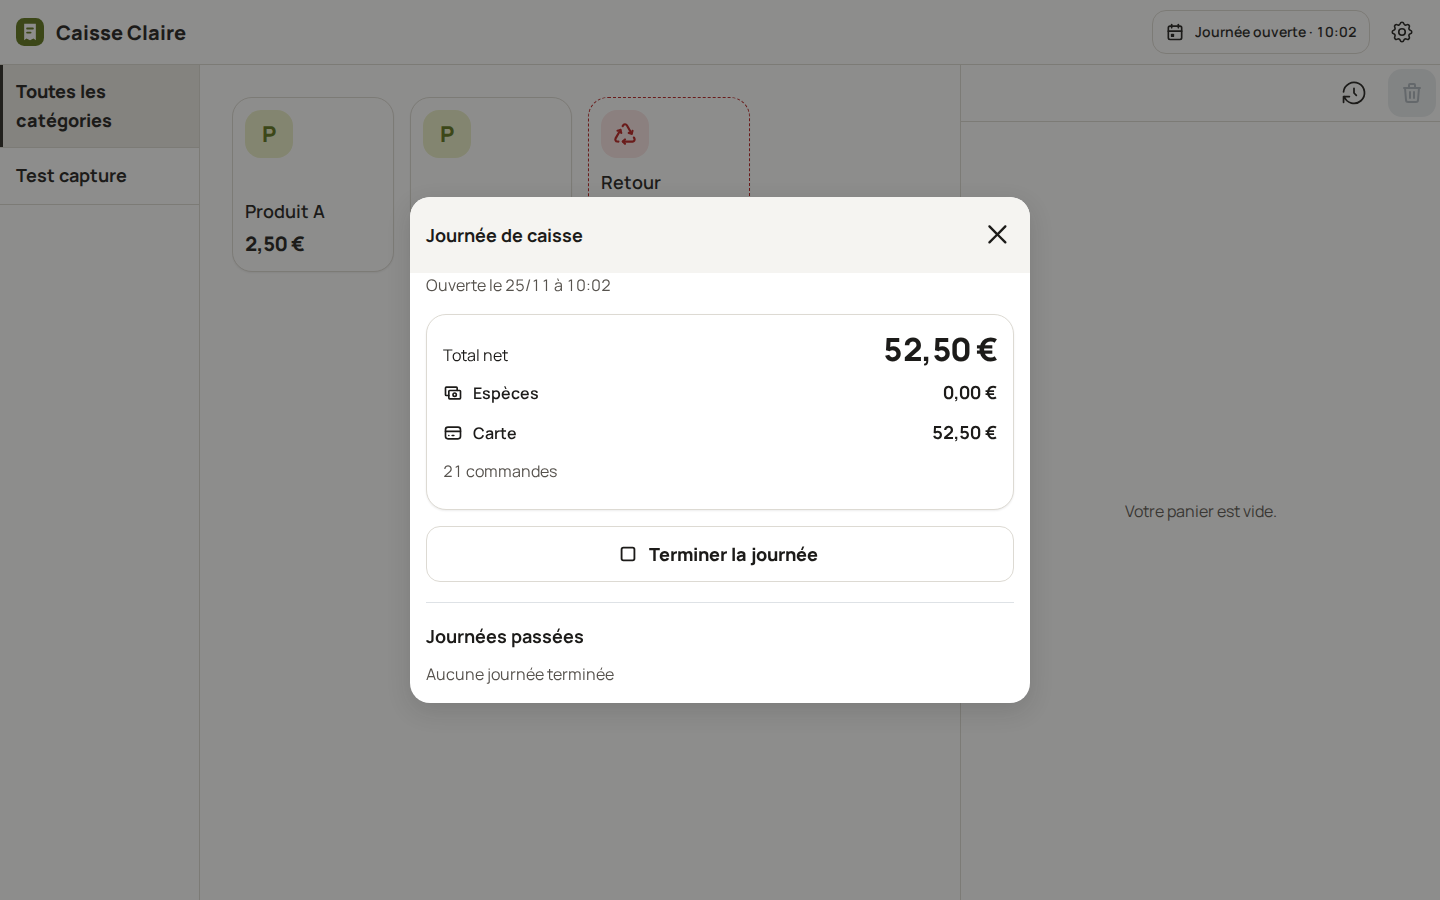 Caisse Claire
Journée ouverte · 10:02
Toutes les
catégories
Test capture
P
P
Retour
Produit A
2,50 €
Journée de caisse
Ouverte le 25/11 à 10:02
Total net
52,50 €
Espèces
0,00 €
Carte
52,50 €
21 commandes
Terminer la journée
Journées passées
Aucune journée terminée
Votre panier est vide.